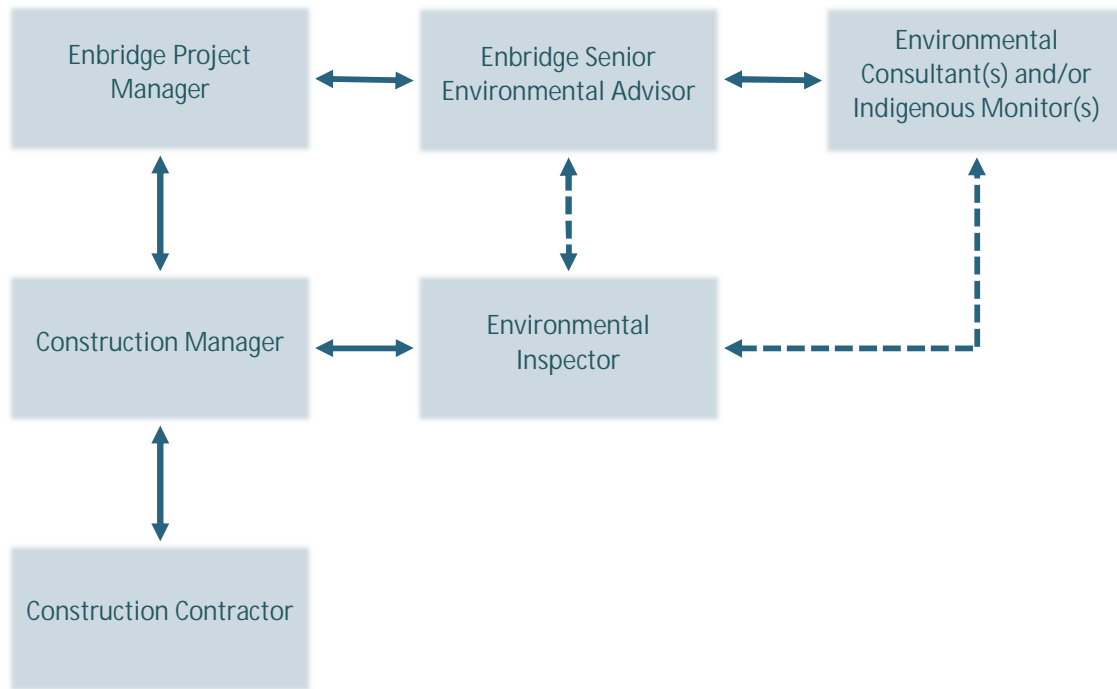 Enbridge Project
Manager
Enbridge Senior
Environmental Advisor
Environmental
Consultant(s) and/or
Indigenous Monitor(s)
Construction Manager
Environmental
Inspector
Construction Contractor